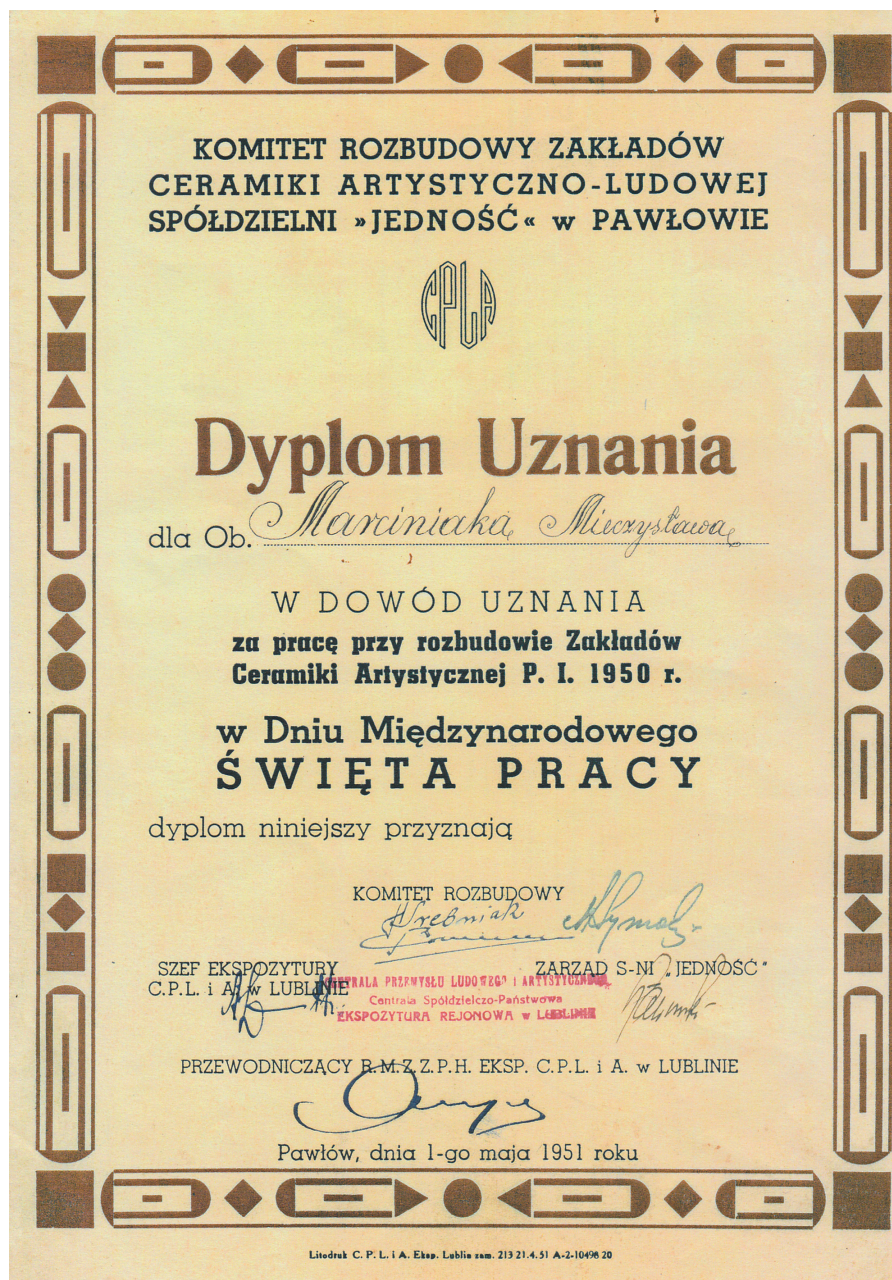 KOMITET ROZBUDOWY ZAKŁADÓW
CERAMIKI ARTYSTYCZNO-LUDOWEJ
SPÓŁDZIELNI »JEDNOŚĆ« w PAWŁOWIE
CPLA
Dyplom Uznania
dla Ob. Marciniaka Mieczysława
W DOWÓD UZNANIA
za pracę przy rozbudowie Zakładów
Ceramiki Artystycznej P. I. 1950 r.
w Dniu Międzynarodowego
ŚWIĘTA PRACY
dyplom niniejszy przyznają
KOMITET ROZBUDOWY
SZEF EKSPOZYTURY
C.P.L. i A. w LUBLINIE
ZARZĄD S-NI „JEDNOŚĆ"
CENTRALA PRZEMYSŁU LUDOWEGO i ARTYSTYCZNEGO
Centrala Spółdzielczo-Państwowa
EKSPOZYTURA REJONOWA w LUBLINIE
PRZEWODNICZĄCY R.M.Z.Z.P.H. EKSP. C.P.L. i A. w LUBLINIE
Pawłów, dnia 1-go maja 1951 roku
Litodruk C. P. L. i A. Eksp. Lublin zam. 213 21.4.51 A-2-10498 20